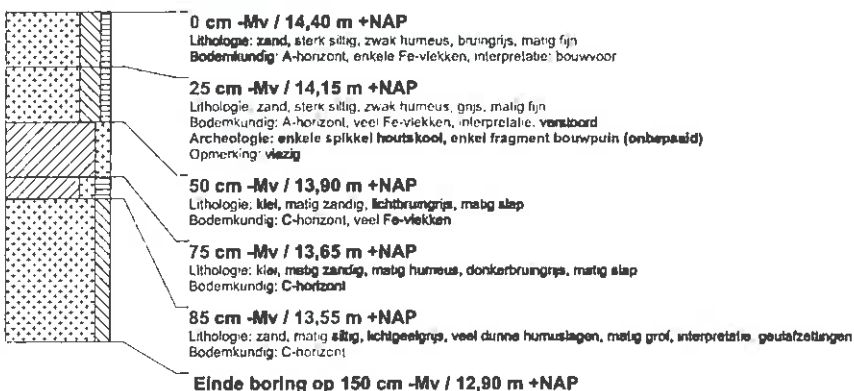 0 cm -Mv / 14,40 m +NAP
Lithologie: zand, sterk siltig, zwak humeus, bruingrijs, matig fijn
Bodemkundig: A-horizont, enkele Fe-vlekken, interpretatie: bouwvoor
25 cm -Mv / 14,15 m +NAP
Lithologie: zand, sterk siltig, zwak humeus, grijs, matig fijn
Bodemkundig: A-horizont, veel Fe-vlekken, interpretatie: verstoord
Archeologie: enkele spikkel houtskool, enkel fragment bouwpuin (onbepaald)
Opmerking: vlezig
50 cm -Mv / 13,90 m +NAP
Lithologie: klei, matig zandig, lichtbruingrijs, matig slap
Bodemkundig: C-horizont, veel Fe-vlekken
75 cm -Mv / 13,65 m +NAP
Lithologie: klei, matig zandig, matig humeus, donkerbruingrijs, matig slap
Bodemkundig: C-horizont
85 cm -Mv / 13,55 m +NAP
Lithologie: zand, matig siltig, lichtgeelgrijs, veel dunne humuslagen, matig grof, interpretatie: geulafzettingen
Bodemkundig: C-horizont
Einde boring op 150 cm -Mv / 12,90 m +NAP